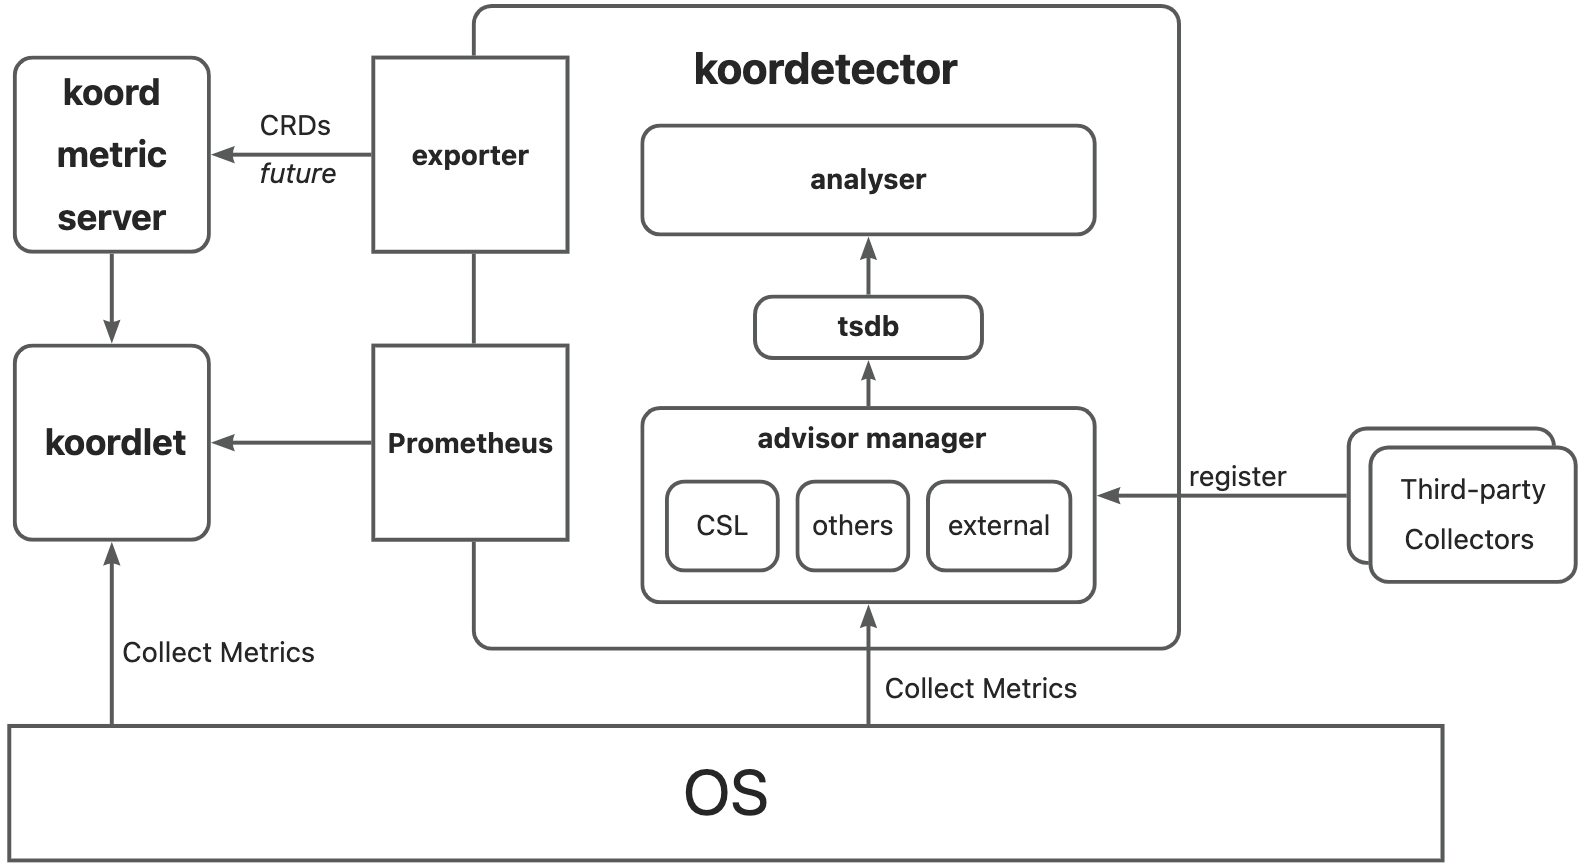 koordetector
koord
metric
server
CRDs
future
exporter
analyser
tsdb
koordlet
Prometheus
advisor manager
CSL
others
external
register
Third-party
Collectors
Collect Metrics
Collect Metrics
OS